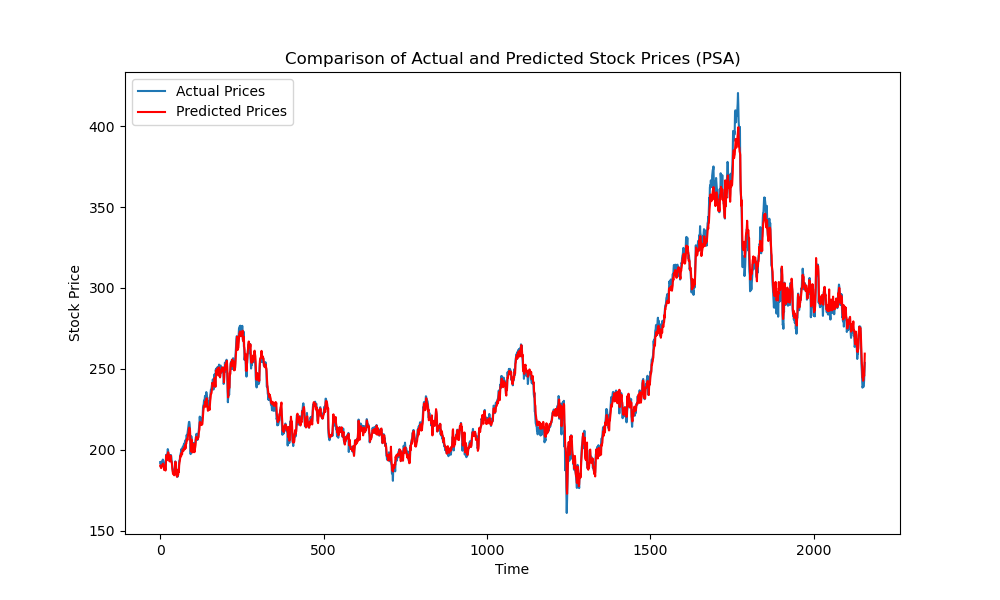 Comparison of Actual and Predicted Stock Prices (PSA)
Actual Prices
Predicted Prices
400
350
300
250
200
150
Stock Price
0 500 1000 1500 2000
Time